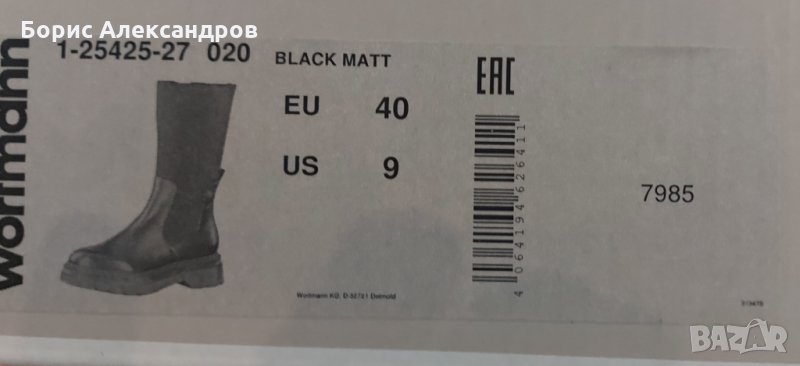 Борис Александров
wortmann
1-25425-27 020
BLACK MATT
EAC
EU 40
US 9
4 064194 626411
7985
Wortmann KG, D-32721 Detmold
BAZAR